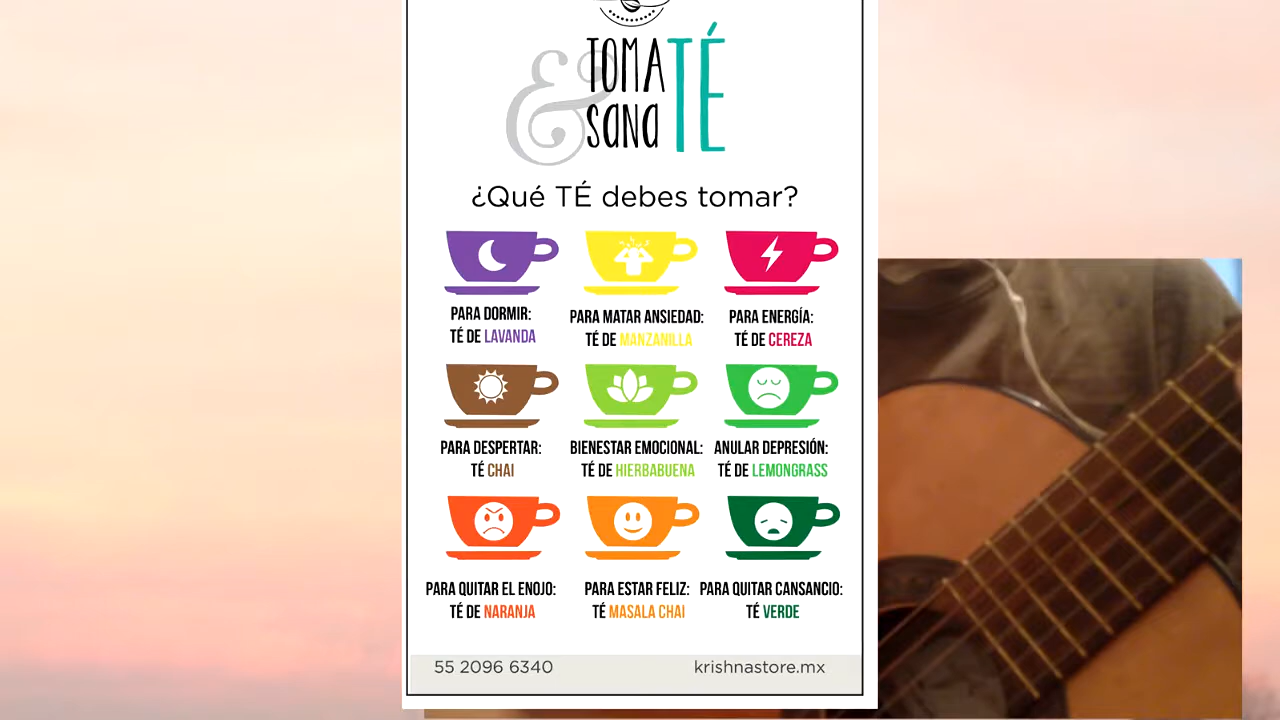 &
TOMA
sana
TÉ
¿Qué TÉ debes tomar?
PARA DORMIR:
TÉ DE LAVANDA
PARA MATAR ANSIEDAD:
TÉ DE MANZANILLA
PARA ENERGÍA:
TÉ DE CEREZA
PARA DESPERTAR:
TÉ CHAI
BIENESTAR EMOCIONAL:
TÉ DE HIERBABUENA
ANULAR DEPRESIÓN:
TÉ DE LEMONGRASS
PARA QUITAR EL ENOJO:
TÉ DE NARANJA
PARA ESTAR FELIZ:
TÉ MASALA CHAI
PARA QUITAR CANSANCIO:
TÉ VERDE
55 2096 6340
krishnastore.mx